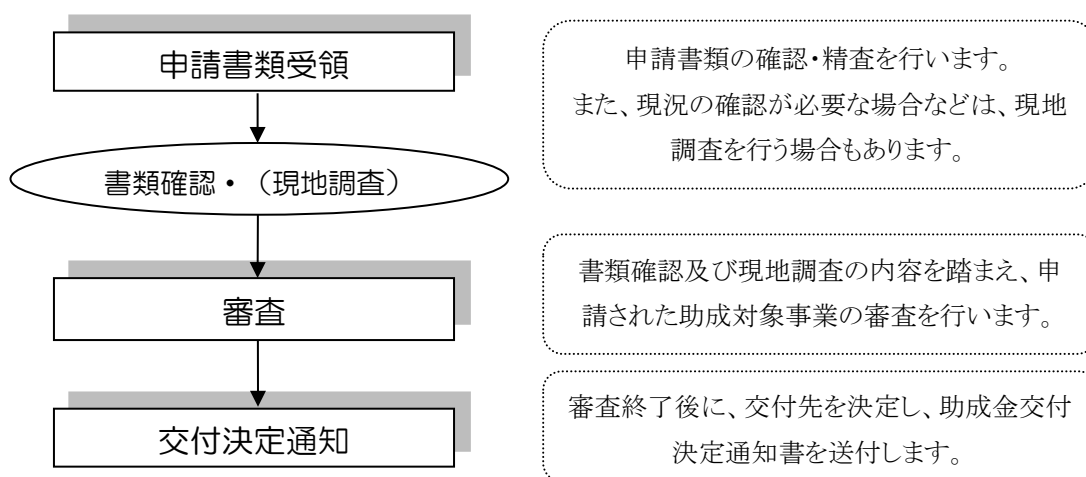 申請書類受領
申請書類の確認・精査を行います。
また、現況の確認が必要な場合などは、現地
調査を行う場合もあります。
書類確認・（現地調査）
審査
書類確認及び現地調査の内容を踏まえ、申
請された助成対象事業の審査を行います。
交付決定通知
審査終了後に、交付先を決定し、助成金交付
決定通知書を送付します。